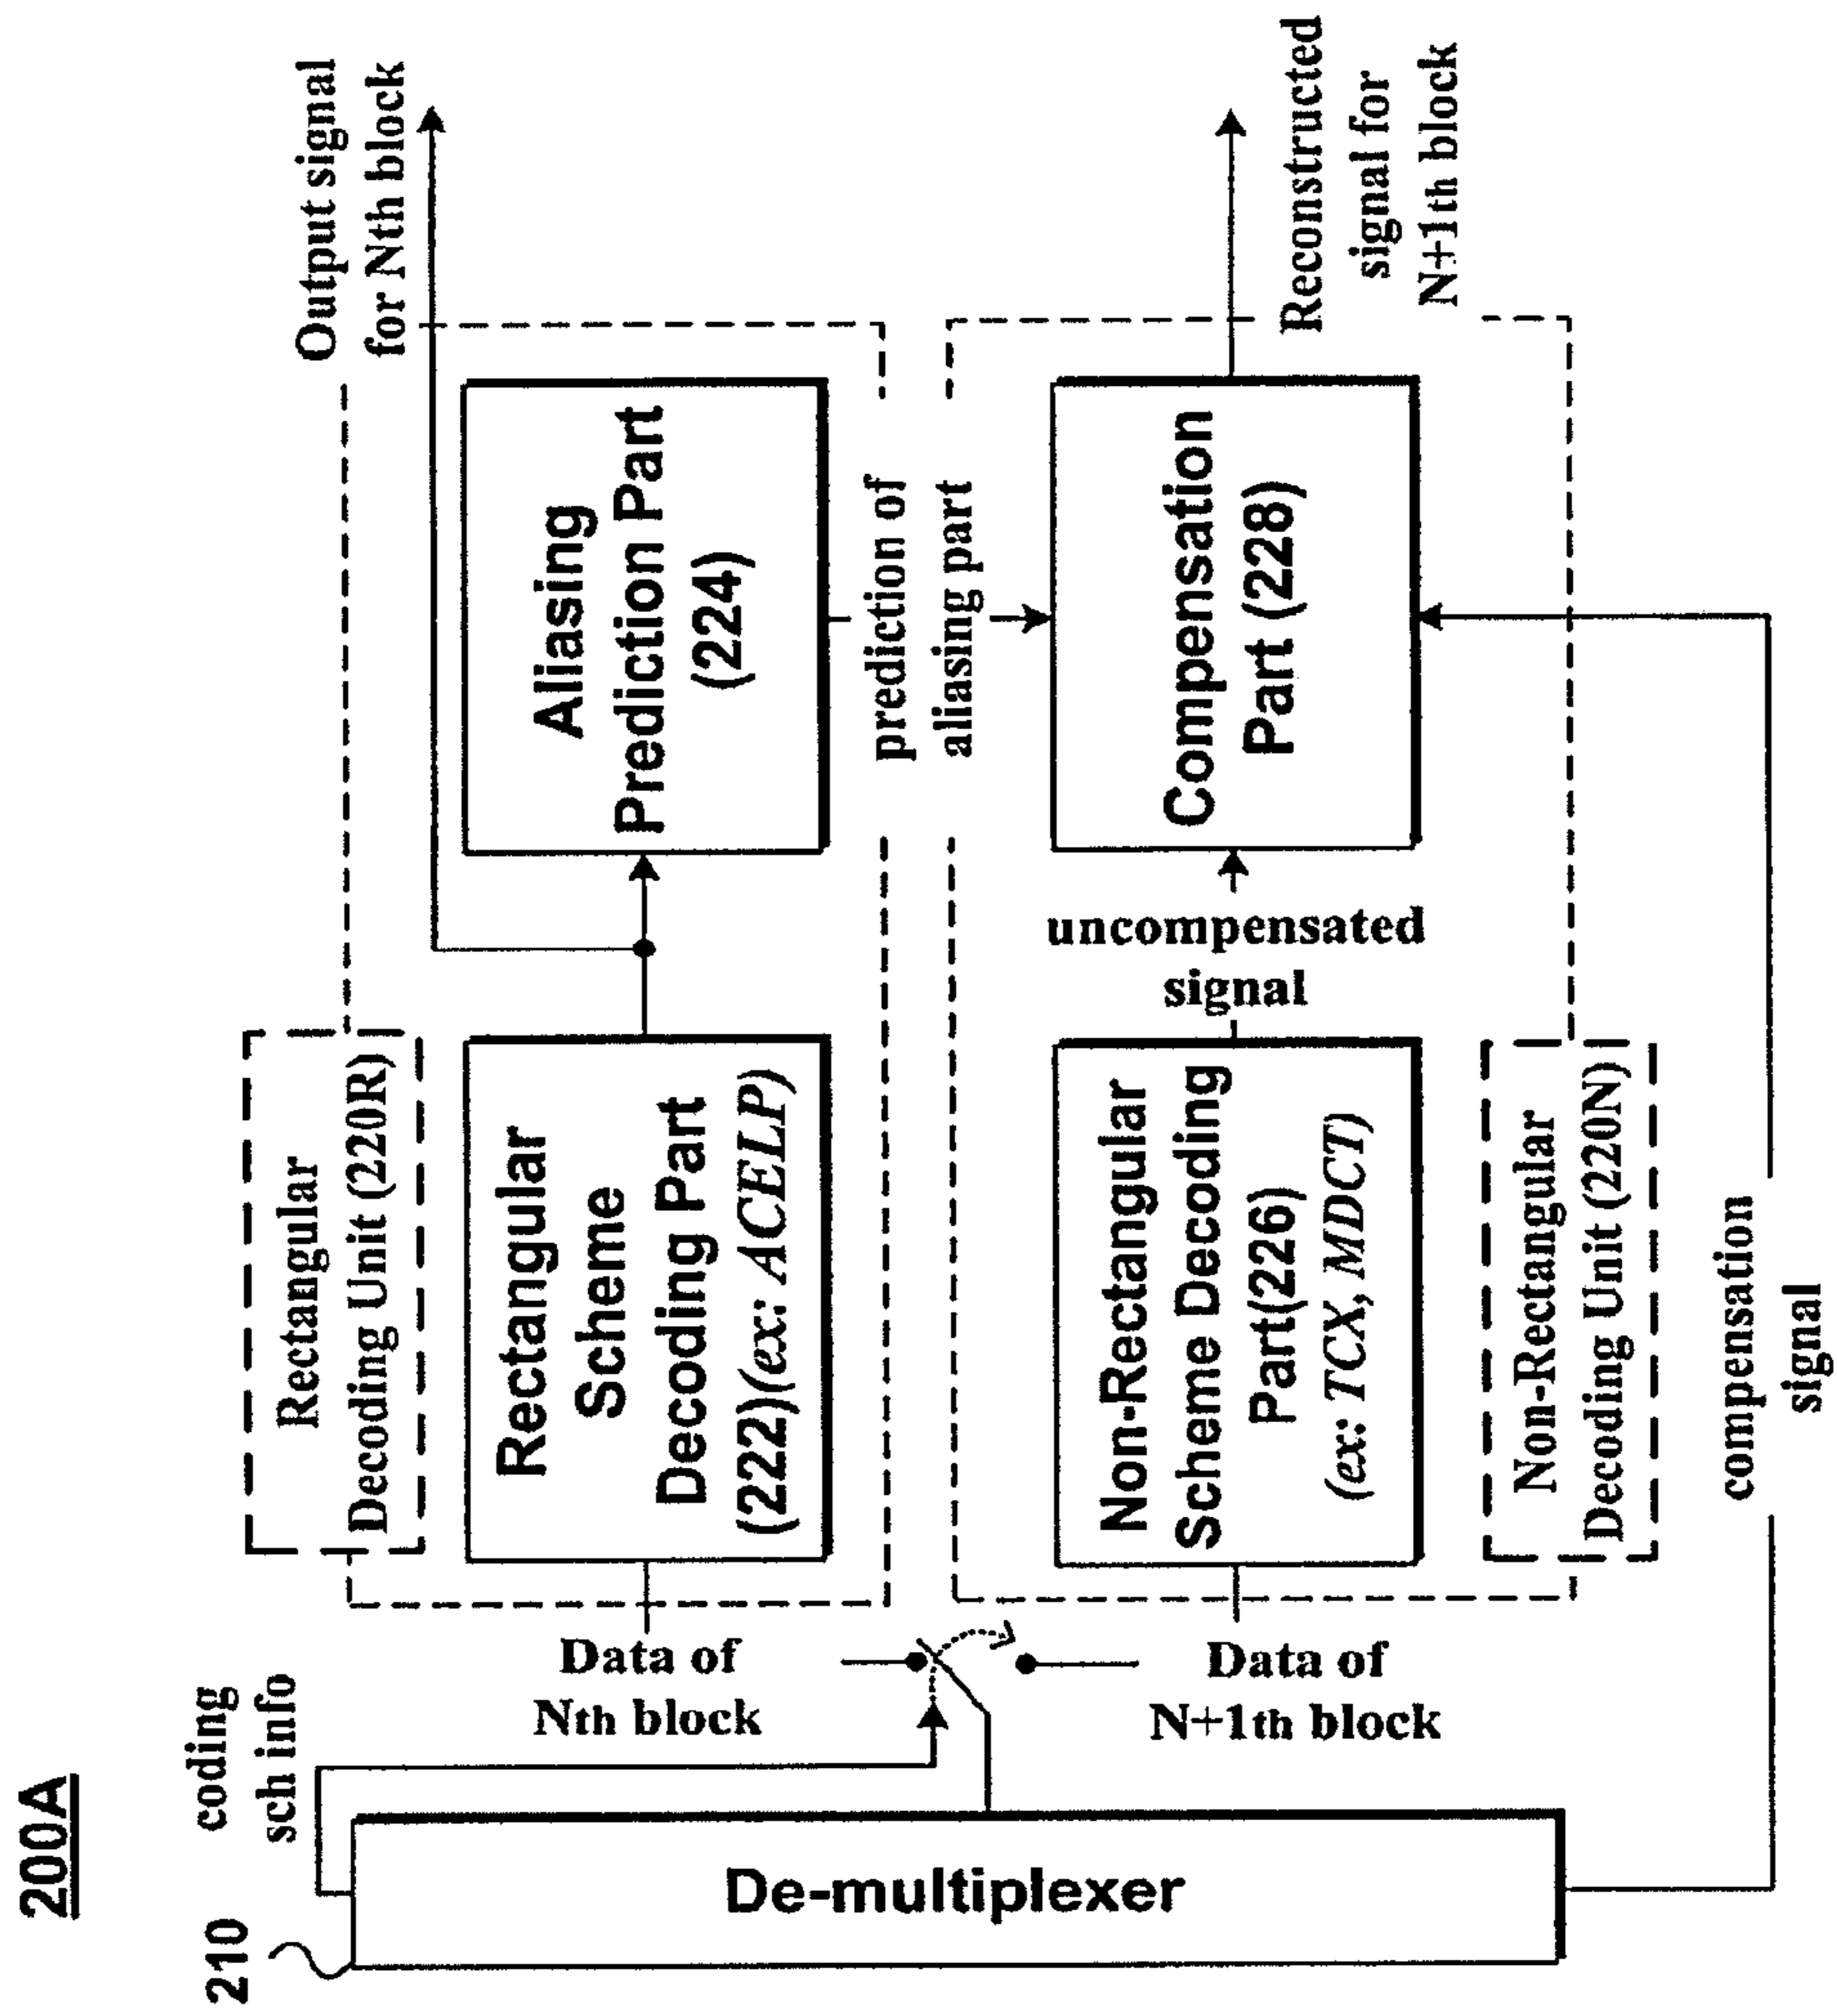 200A
210
coding
sch info
De-multiplexer
Data of
Nth block
Data of
N+1th block
Rectangular
Decoding Unit (220R)
Rectangular
Scheme
Decoding Part
(222)(ex: ACELP)
Aliasing
Prediction Part
(224)
Output signal
for Nth block
prediction of
aliasing part
Non-Rectangular
Scheme Decoding
Part(226)
(ex: TCX, MDCT)
uncompensated
signal
Compensation
Part (228)
Reconstructed
signal for
N+1th block
Non-Rectangular
Decoding Unit (220N)
compensation
signal